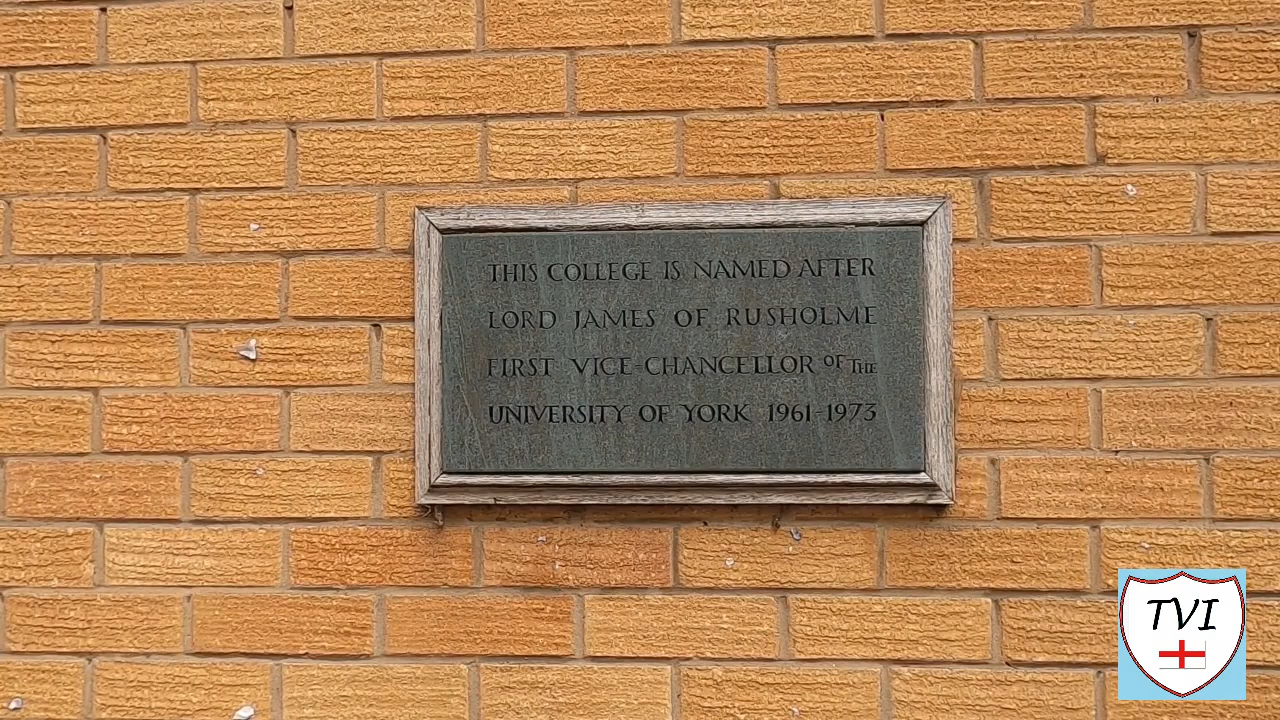 THIS COLLEGE IS NAMED AFTER
LORD JAMES OF RUSHOLME
FIRST VICE-CHANCELLOR OF THE
UNIVERSITY OF YORK 1961-1973
TVI